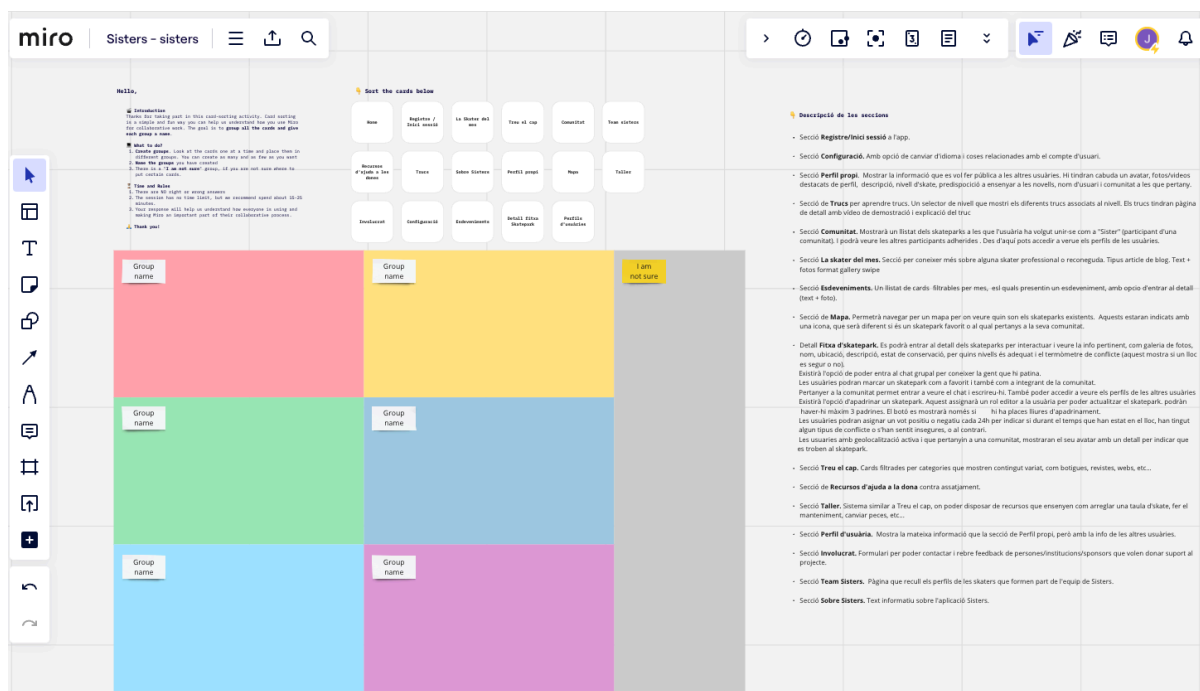 miro
Sisters - sisters
3
J
Hello,
Introduction
Thanks for taking part in this card-sorting activity. Card sorting
is a simple and fun way you can help us understand how you use Miro
for collaborative work. The goal is to group all the cards and give
each group a name.
What to do?
1. Create groups. Look at the cards one at a time and place them in
different groups. You can create as many and as few as you want
2. Name the groups you have created
3. There is a "I am not sure" group, if you are not sure where to
put certain cards.
Time and Rules
1. There are NO right or wrong answers
2. The session has no time limit, but we recommend spend about 15-25
minutes.
3. Your response will help us understand how everyone is using and
making Miro an important part of their collaborative process.
Thank you!
Sort the cards below
Home
Registre /
Inici sessió
La Skater del
mes
Treu el cap
Comunitat
Team sisters
Recursos
d'ajuda a les
dones
Trucs
Sobre Sisters
Perfil propi
Mapa
Taller
Involucrat
Configuració
Esdeveniments
Detall Fitxa
Skatepark
Perfils
d'usuàries
Group
name
Group
name
I am
not sure
Group
name
Group
name
Group
name
Group
name
Descripció de les seccions
- Secció Registre/Inici sessió a l'app.
- Secció Configuració. Amb opció de canviar d'idioma i coses relacionades amb el compte d'usuari.
- Secció Perfil propi. Mostrar la informació que es vol fer pública a les altres usuàries. Hi tindran cabuda un avatar, fotos/videos
destacats de perfil, descripció, nivell d'skate, predisposició a ensenyar a les novells, nom d'usuari i comunitat a les que pertany.
- Secció de Trucs per aprendre trucs. Un selector de nivell que mostri els diferents trucs associats al nivell. Els trucs tindran pàgina
de detall amb vídeo de demostració i explicació del truc
- Secció Comunitat. Mostrarà un llistat dels skateparks a les que l'usuària ha volgut unir-se com a "Sister" (participant d'una
comunitat). I podrà veure les altres participants adherides . Des d'aquí pots accedir a verue els perfils de les usuàries.
- Secció La skater del mes. Secció per coneixer més sobre alguna skater professional o reconeguda. Tipus article de blog. Text +
fotos format gallery swipe
- Secció Esdeveniments. Un llistat de cards filtrables per mes, esl quals presentin un esdeveniment, amb opcio d'entrar al detall
(text + foto).
- Secció de Mapa. Permetrà navegar per un mapa per on veure quin son els skateparks existents. Aquests estaran indicats amb
una icona, que serà diferent si és un skatepark favorit o al qual pertanys a la seva comunitat.
- Detall Fitxa d'skatepark. Es podrà entrar al detall dels skateparks per interactuar i veure la info pertinent, com galeria de fotos,
nom, ubicació, descripció, estat de conservació, per quins nivells és adequat i el termòmetre de conflicte (aquest mostra si un lloc
es segur o no).
Existirà l'opció de poder entra al chat grupal per coneixer la gent que hi patina.
Les usuàries podran marcar un skatepark com a favorit i també com a integrant de la comunitat.
Pertanyer a la comunitat permet entrar a veure el chat i escriureu-hi. També poder accedir a veure els perfils de les altres usuàries
Existirà l'opció d'apadrinar un skatepark. Aquest assignarà un rol editor a la usuària per poder actualitzar el skatepark. podràn
haver-hi màxim 3 padrines. El botó es mostrarà només si hi ha places lliures d'apadrinament.
Les usuàries podran asignar un vot positiu o negatiu cada 24h per indicar si durant el temps que han estat en el lloc, han tingut
algun tipus de conflicte o s'han sentit insegures, o al contrari.
Les usuaries amb geolocalització activa i que pertanyin a una comunitat, mostraran el seu avatar amb un detall per indicar que
es troben al skatepark.
- Secció Treu el cap. Cards filtrades per categories que mostren contingut variat, com botigues, revistes, webs, etc...
- Secció de Recursos d'ajuda a la dona contra assatjament.
- Secció Taller. Sistema similar a Treu el cap, on poder disposar de recursos que ensenyen com arreglar una taula d'skate, fer el
manteniment, canviar peces, etc...
- Secció Perfil d'usuària. Mostra la mateixa informació que la secció de Perfil propi, però amb la info de les altres usuàries.
- Secció Involucrat. Formulari per poder contactar i rebre feedback de persones/institucions/sponsors que volen donar suport al
projecte.
- Secció Team Sisters. Pàgina que recull els perfils de les skaters que formen part de l'equip de Sisters.
- Secció Sobre Sisters. Text informatiu sobre l'aplicació Sisters.